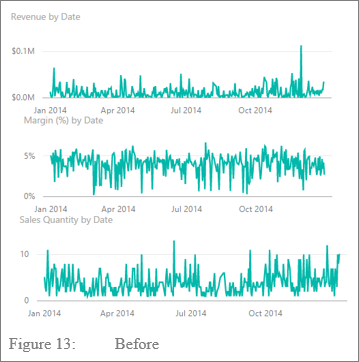 Revenue by Date
$0.1M
$0.0M
Jan 2014 Apr 2014 Jul 2014 Oct 2014
Margin (%) by Date
5%
0%
Jan 2014 Apr 2014 Jul 2014 Oct 2014
Sales Quantity by Date
10
0
Jan 2014 Apr 2014 Jul 2014 Oct 2014
Figure 13: Before